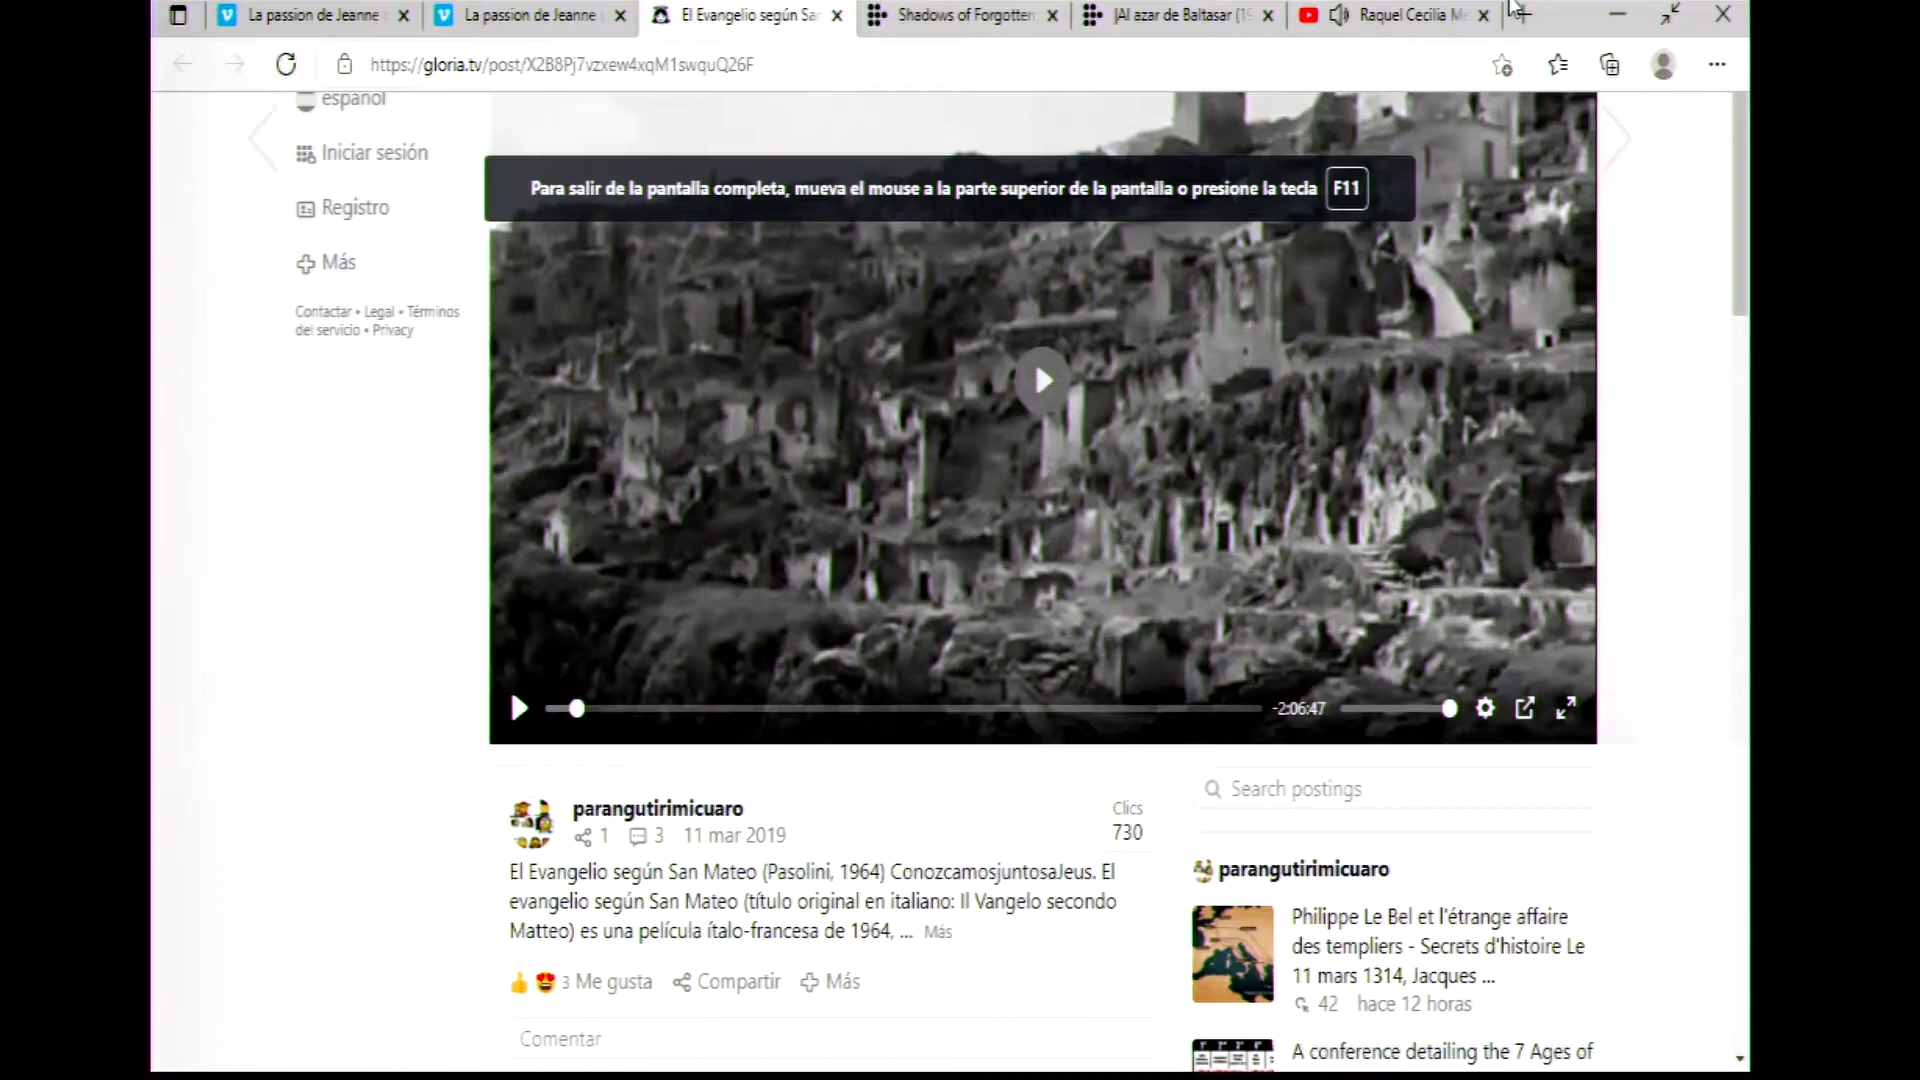 La passion de Jeanne
La passion de Jeanne
El Evangelio según Sa
Shadows of Forgotten
|Al azar de Baltasar (1
Raquel Cecilia Me
https://gloria.tv/post/X2B8Pj7vzxew4xqM1swquQ26F
español
Iniciar sesión
Registro
Más
Contactar • Legal • Términos
del servicio • Privacy
Para salir de la pantalla completa, mueva el mouse a la parte superior de la pantalla o presione la tecla F11
-2:06:47
parangutirimicuaro
1 3 11 mar 2019
Clics
730
El Evangelio según San Mateo (Pasolini, 1964) ConozcamosjuntosaJeus. El
evangelio según San Mateo (título original en italiano: Il Vangelo secondo
Matteo) es una película ítalo-francesa de 1964, ... Más
3 Me gusta Compartir Más
Comentar
Search postings
parangutirimicuaro
Philippe Le Bel et l'étrange affaire
des templiers - Secrets d'histoire Le
11 mars 1314, Jacques ...
42 hace 12 horas
A conference detailing the 7 Ages of